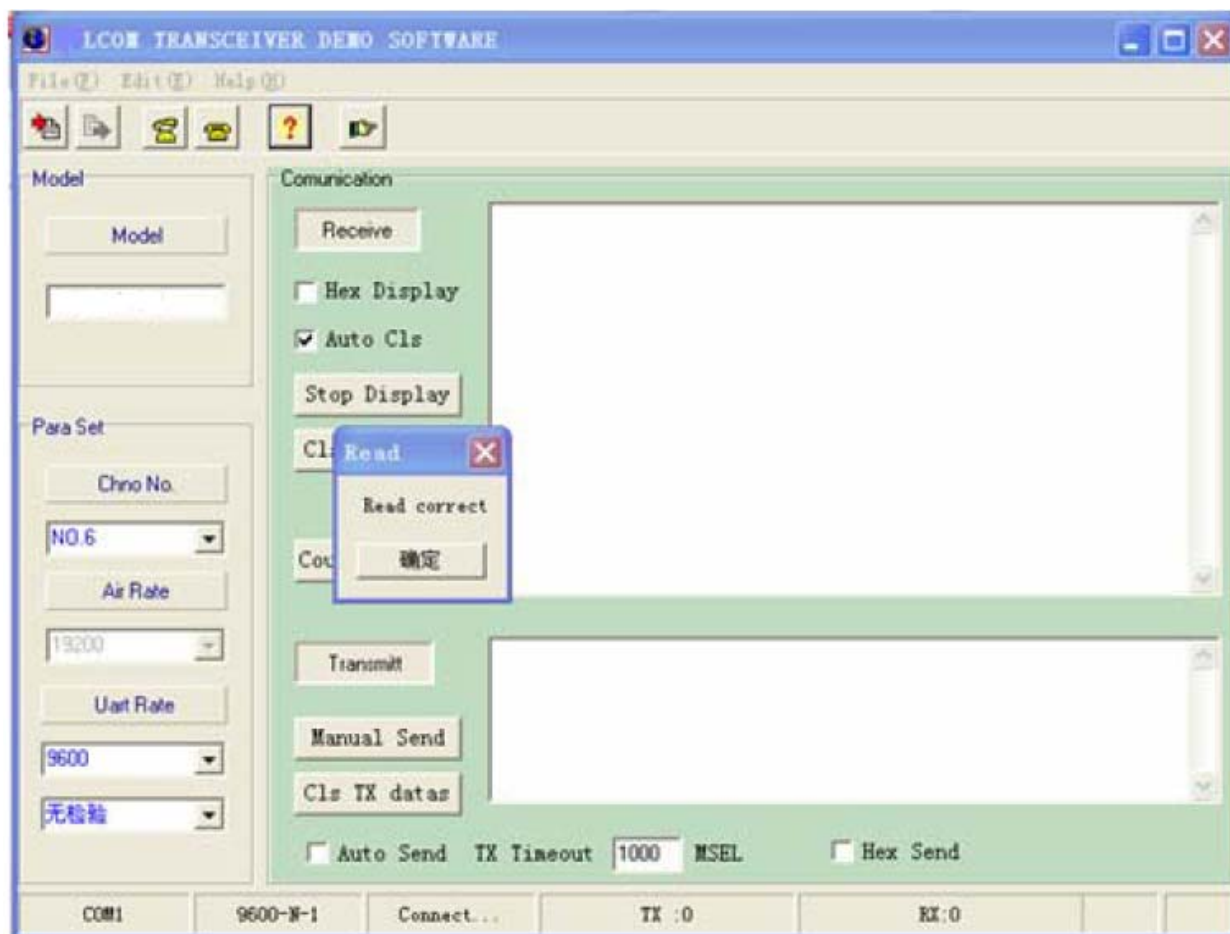 LCOM TRANSCEIVER DEMO SOFTWARE
File(F) Edit(E) Help(H)
Model
Model
Para Set
Chno No.
NO.6
Air Rate
19200
Uart Rate
9600
无检验
Comunication
Receive
Hex Display
Auto Cls
Stop Display
Cls
Read
Read correct
确定
Cou
Transmitt
Manual Send
Cls TX datas
Auto Send TX Timeout 1000 MSEL Hex Send
COM1 9600-N-1 Connect... TX :0 RX:0